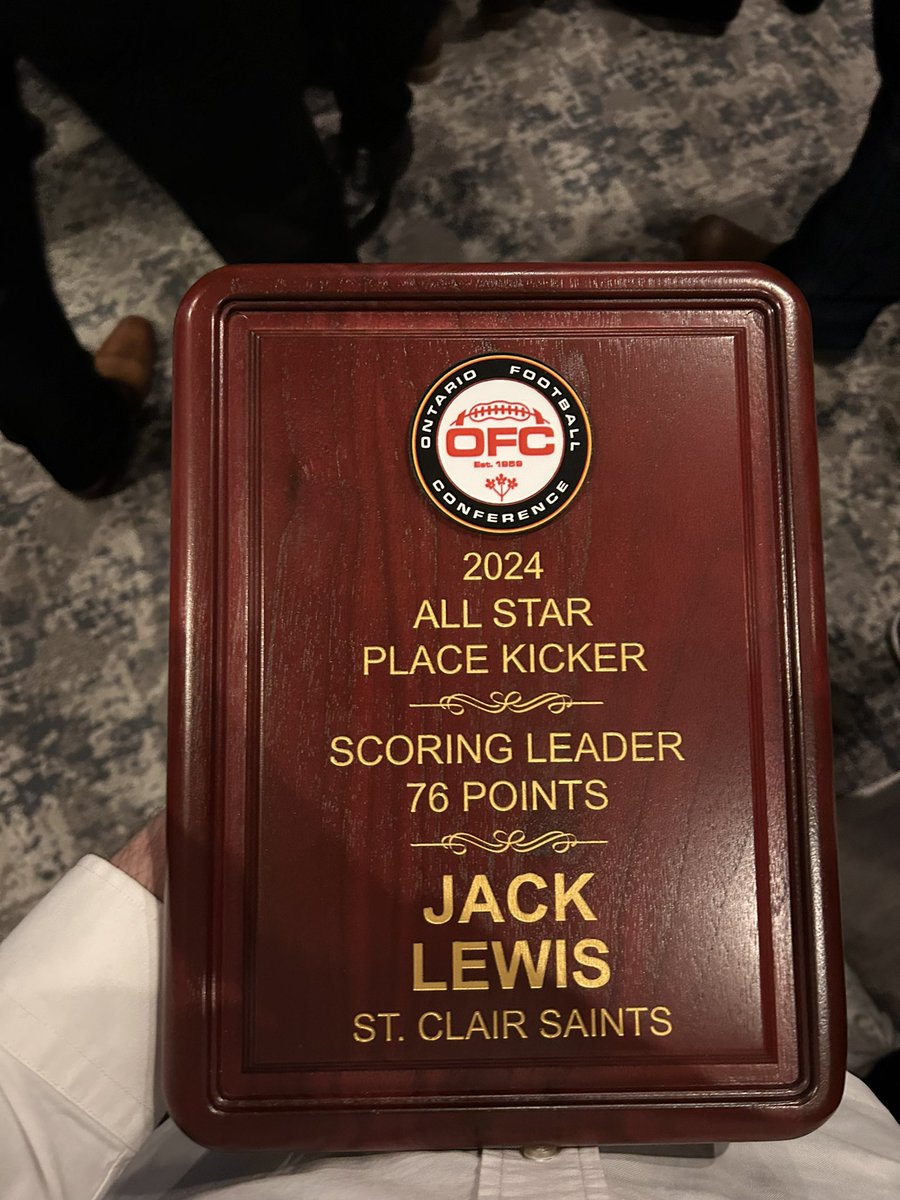 ONTARIO FOOTBALL
OFC
Est. 1959
CONFERENCE
2024
ALL STAR
PLACE KICKER
SCORING LEADER
76 POINTS
JACK
LEWIS
ST. CLAIR SAINTS